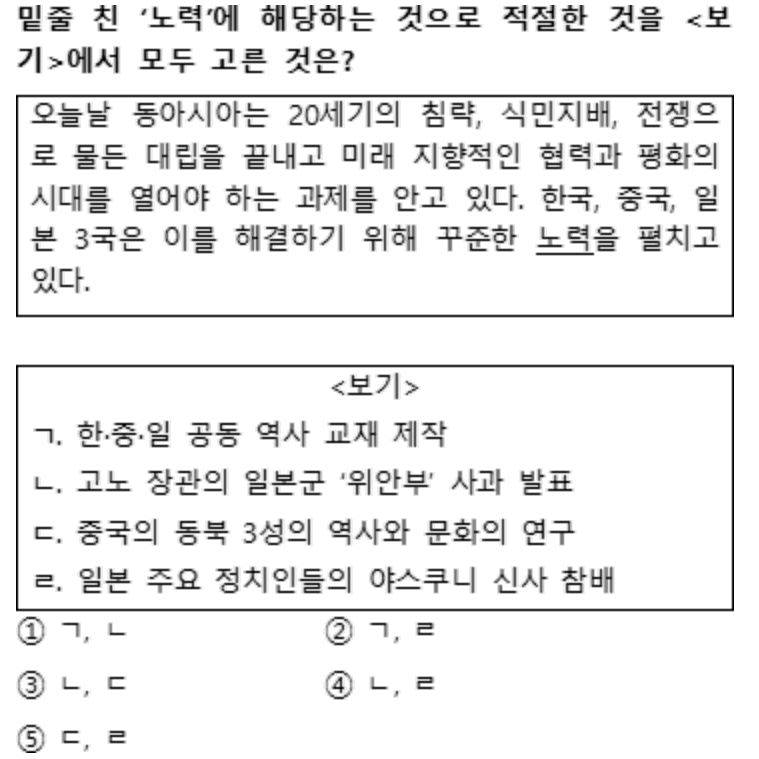 밑줄 친 ‘노력’에 해당하는 것으로 적절한 것을 <보
기>에서 모두 고른 것은?
오늘날 동아시아는 20세기의 침략, 식민지배, 전쟁으
로 물든 대립을 끝내고 미래 지향적인 협력과 평화의
시대를 열어야 하는 과제를 안고 있다. 한국, 중국, 일
본 3국은 이를 해결하기 위해 꾸준한 노력을 펼치고
있다.
<보기>
ㄱ. 한·중·일 공동 역사 교재 제작
ㄴ. 고노 장관의 일본군 ‘위안부’ 사과 발표
ㄷ. 중국의 동북 3성의 역사와 문화의 연구
ㄹ. 일본 주요 정치인들의 야스쿠니 신사 참배
① ㄱ, ㄴ ② ㄱ, ㄹ
③ ㄴ, ㄷ ④ ㄴ, ㄹ
⑤ ㄷ, ㄹ